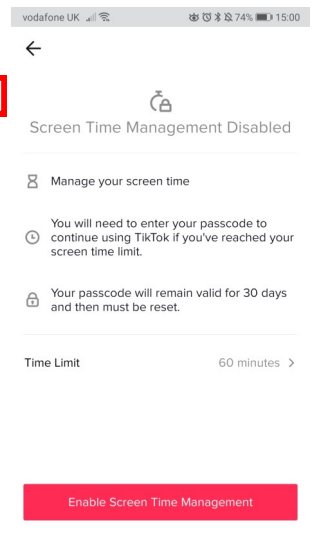 vodafone UK 74% 15:00
Screen Time Management Disabled
Manage your screen time
You will need to enter your passcode to
continue using TikTok if you've reached your
screen time limit.
Your passcode will remain valid for 30 days
and then must be reset.
Time Limit 60 minutes >
Enable Screen Time Management